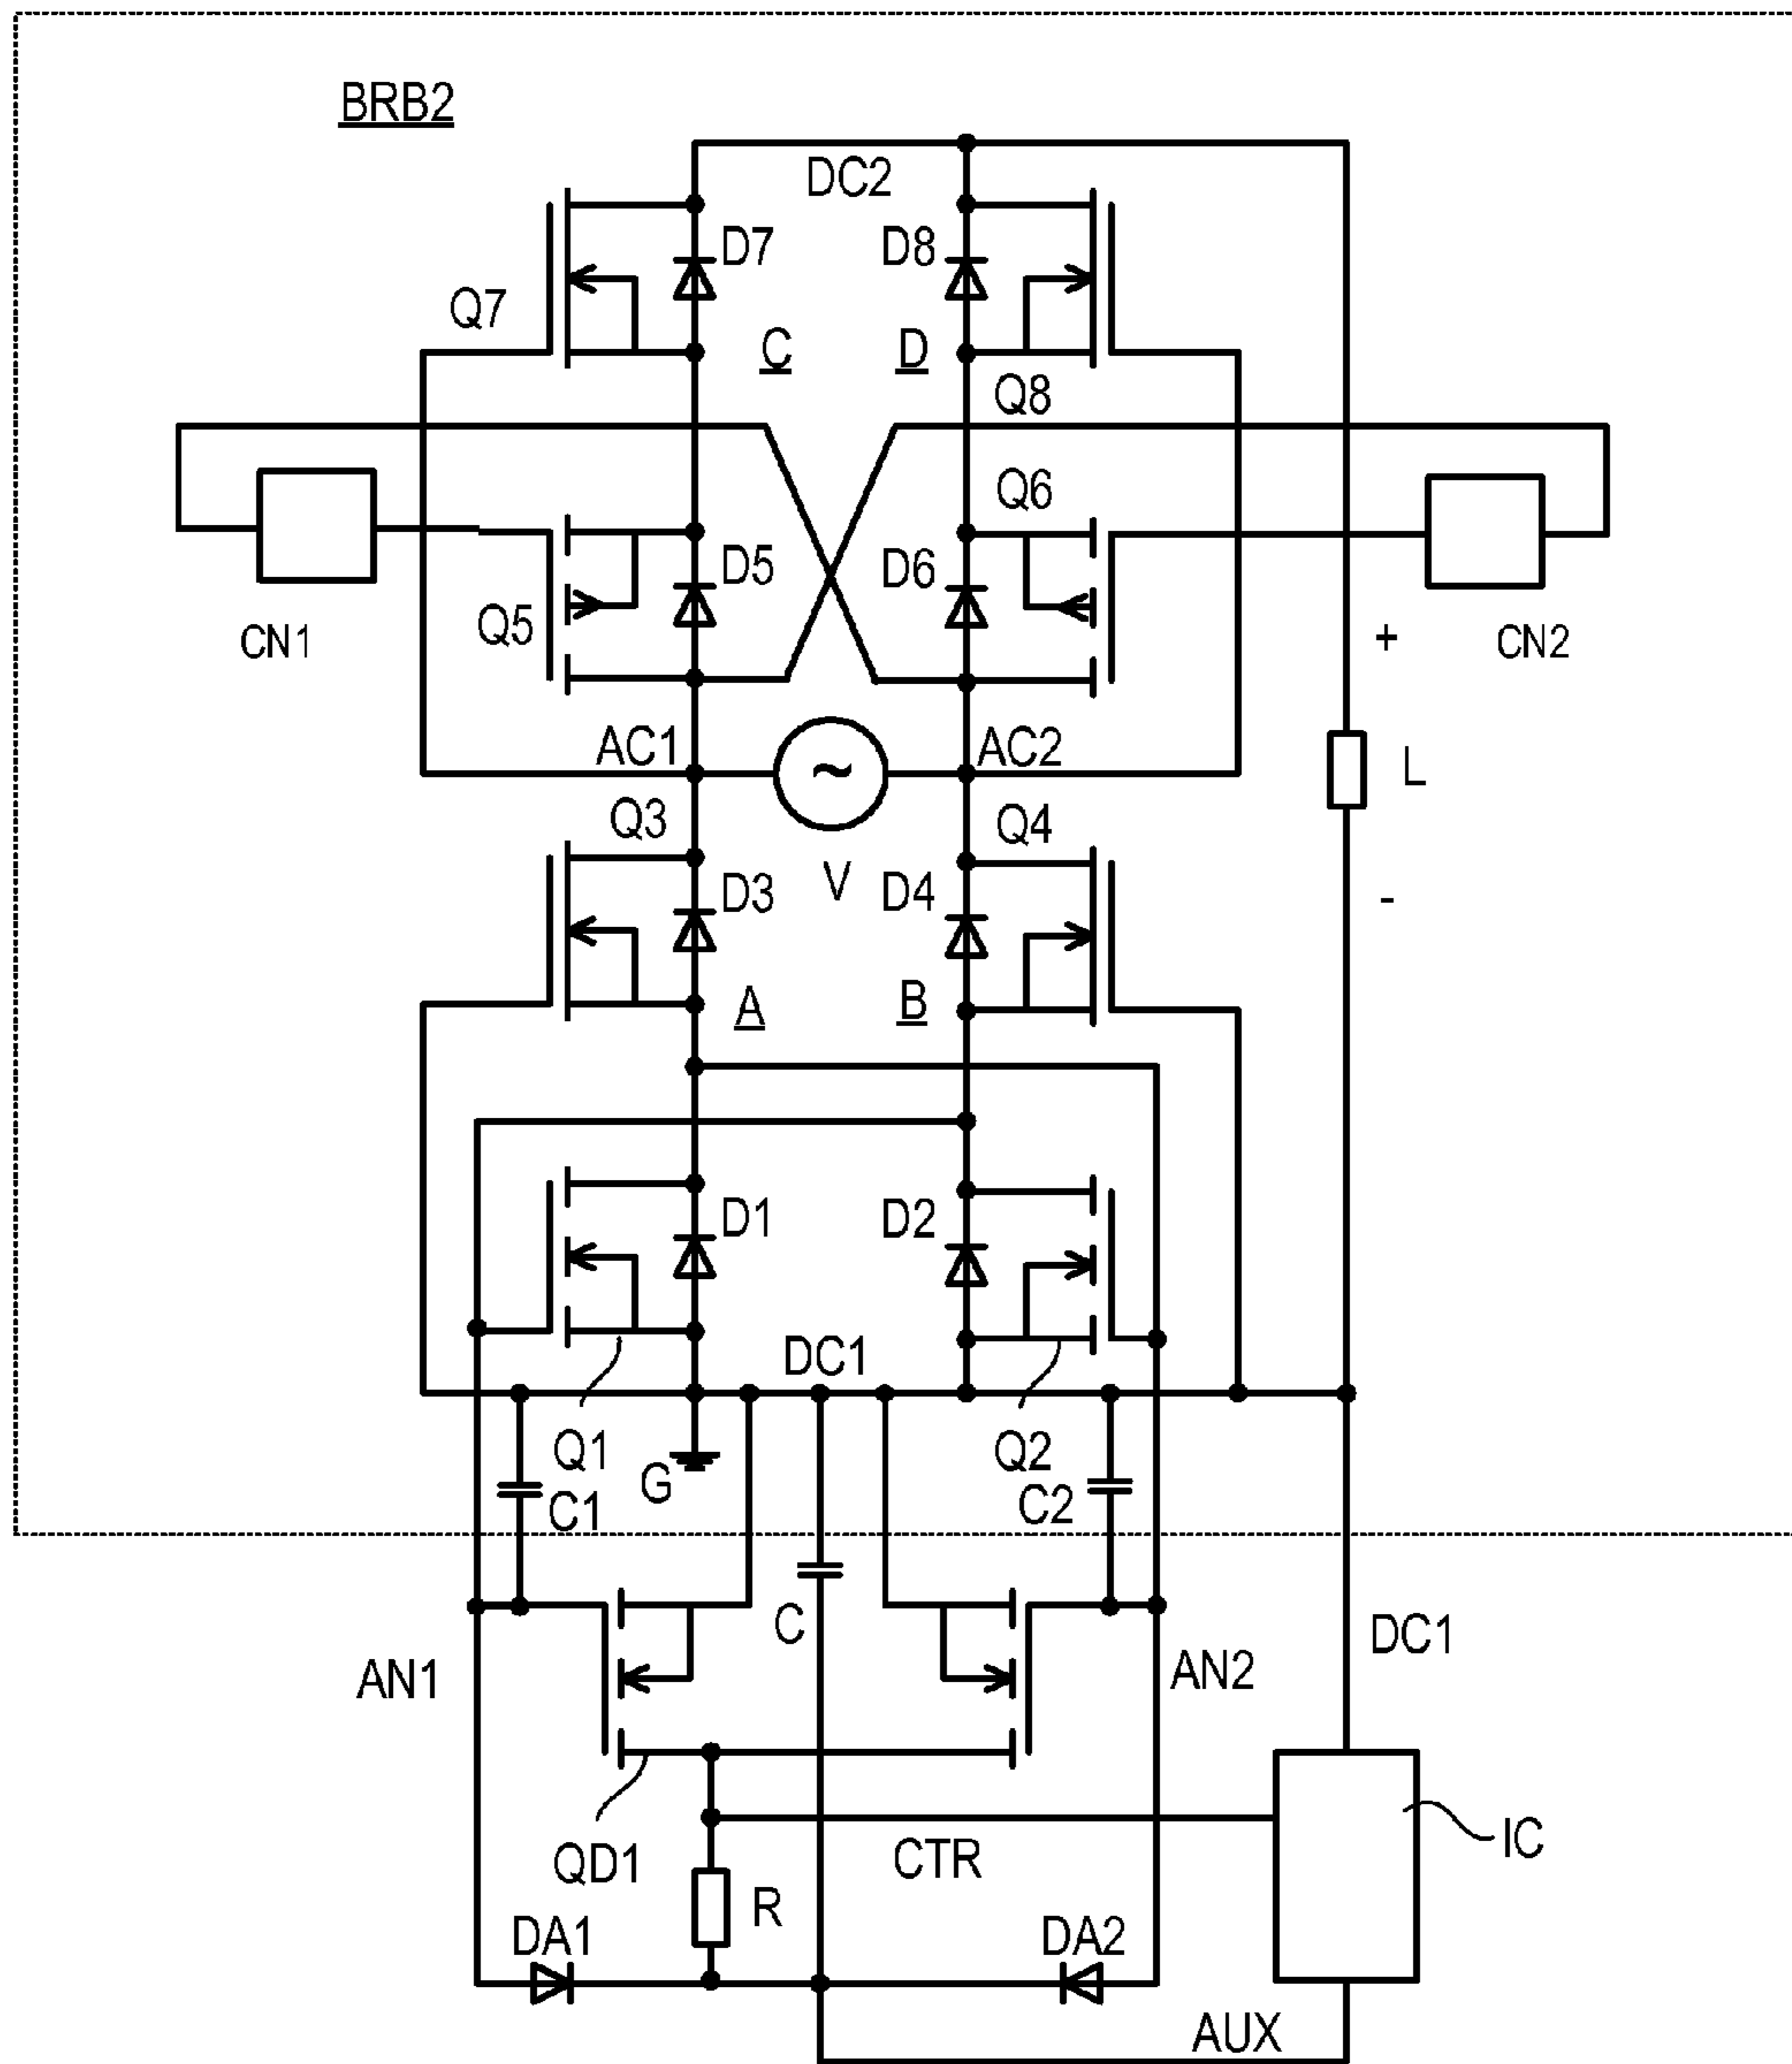 BRB2
DC2
D7 D8
Q7
C D
Q8
Q6
D5 D6
Q5
CN1 + CN2
AC1 AC2
~
L
Q3 Q4
V
D3 D4
-
A B
D1 D2
DC1
Q1 Q2
G
C1 C2
C
DC1
AN1 AN2
IC
CTR
QD1
R
DA1 DA2
AUX